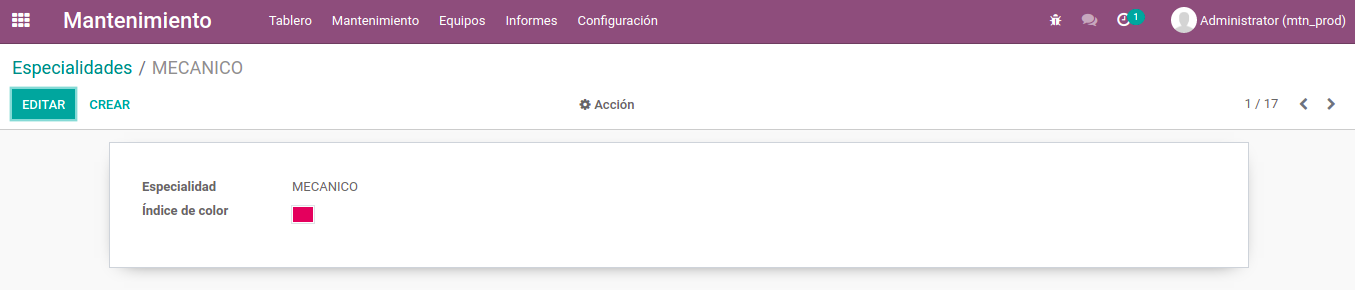 Mantenimiento Tablero Mantenimiento Equipos Informes Configuración 1 Administrator (mtn_prod)
Especialidades / MECANICO
EDITAR CREAR Acción 1 / 17
Especialidad MECANICO
Índice de color